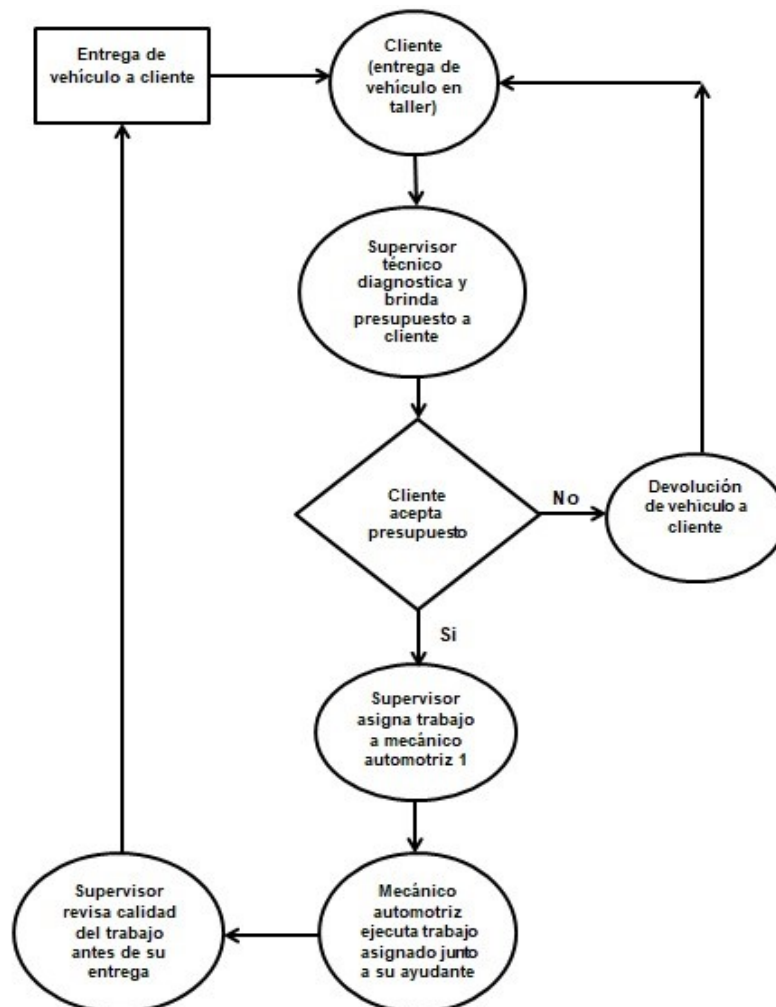 Entrega de
vehículo a cliente
Cliente
(entrega de
vehículo en
taller)
Supervisor
técnico
diagnostica y
brinda
presupuesto a
cliente
Cliente
acepta
presupuesto
No
Devolución
de vehículo a
cliente
Si
Supervisor
asigna trabajo
a mecánico
automotriz 1
Mecánico
automotriz
ejecuta trabajo
asignado junto
a su ayudante
Supervisor
revisa calidad
del trabajo
antes de su
entrega